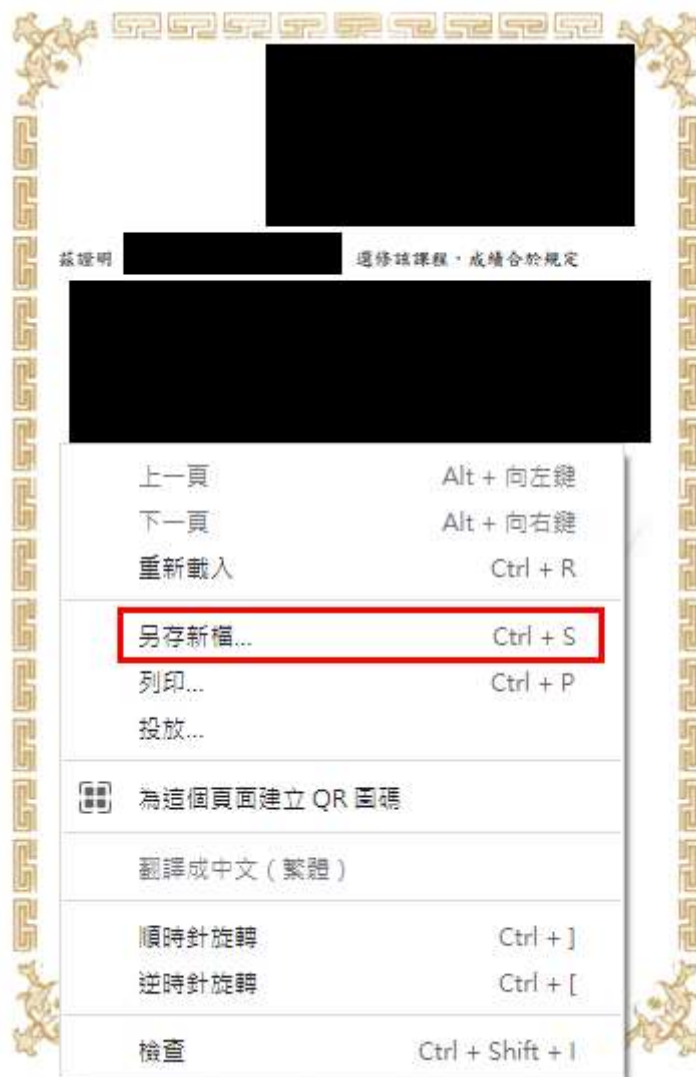 茲證明 選修該課程,成績合於規定
上一頁 Alt + 向左鍵
下一頁 Alt + 向右鍵
重新載入 Ctrl + R
另存新檔... Ctrl + S
列印... Ctrl + P
投放...
為這個頁面建立 QR 圖碼
翻譯成中文 ( 繁體 )
順時針旋轉 Ctrl + ]
逆時針旋轉 Ctrl + [
檢查 Ctrl + Shift + I